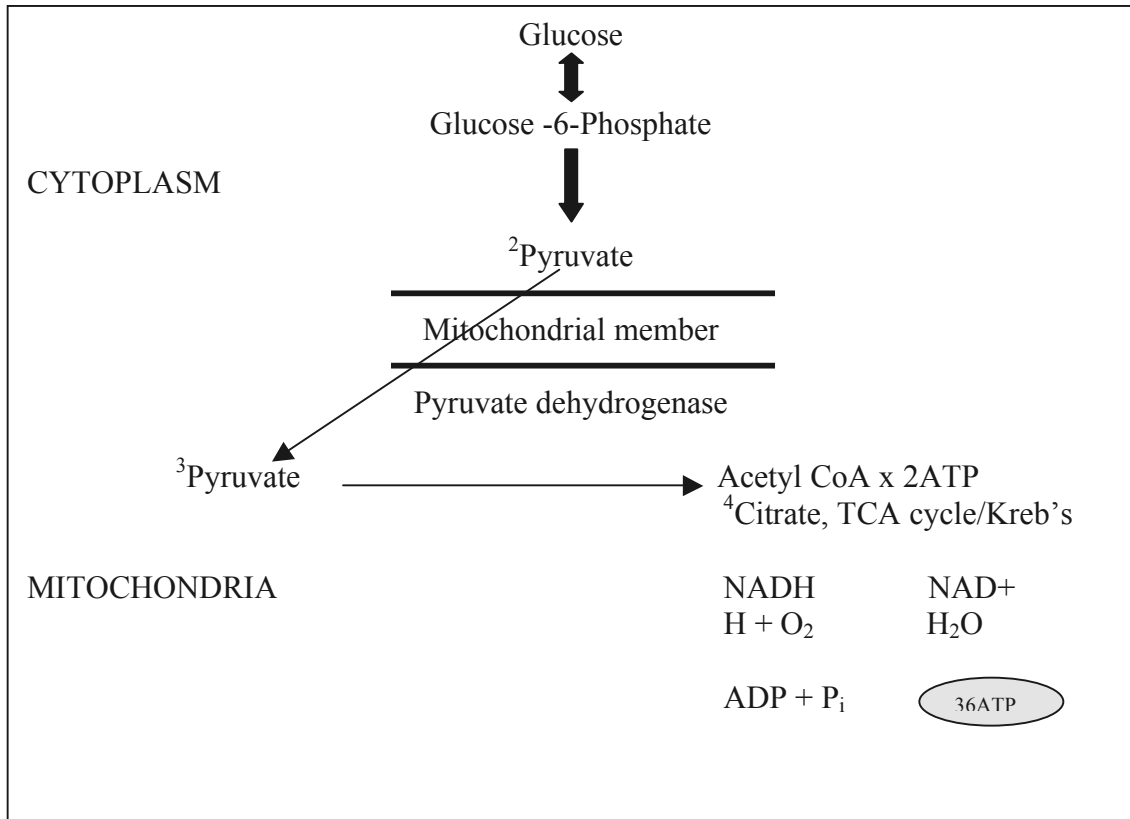 Glucose
Glucose -6-Phosphate
CYTOPLASM
²Pyruvate
Mitochondrial member
Pyruvate dehydrogenase
³Pyruvate
Acetyl CoA x 2ATP
⁴Citrate, TCA cycle/Kreb’s
MITOCHONDRIA
NADH NAD+
H + O₂ H₂O
ADP + Pᵢ 36ATP